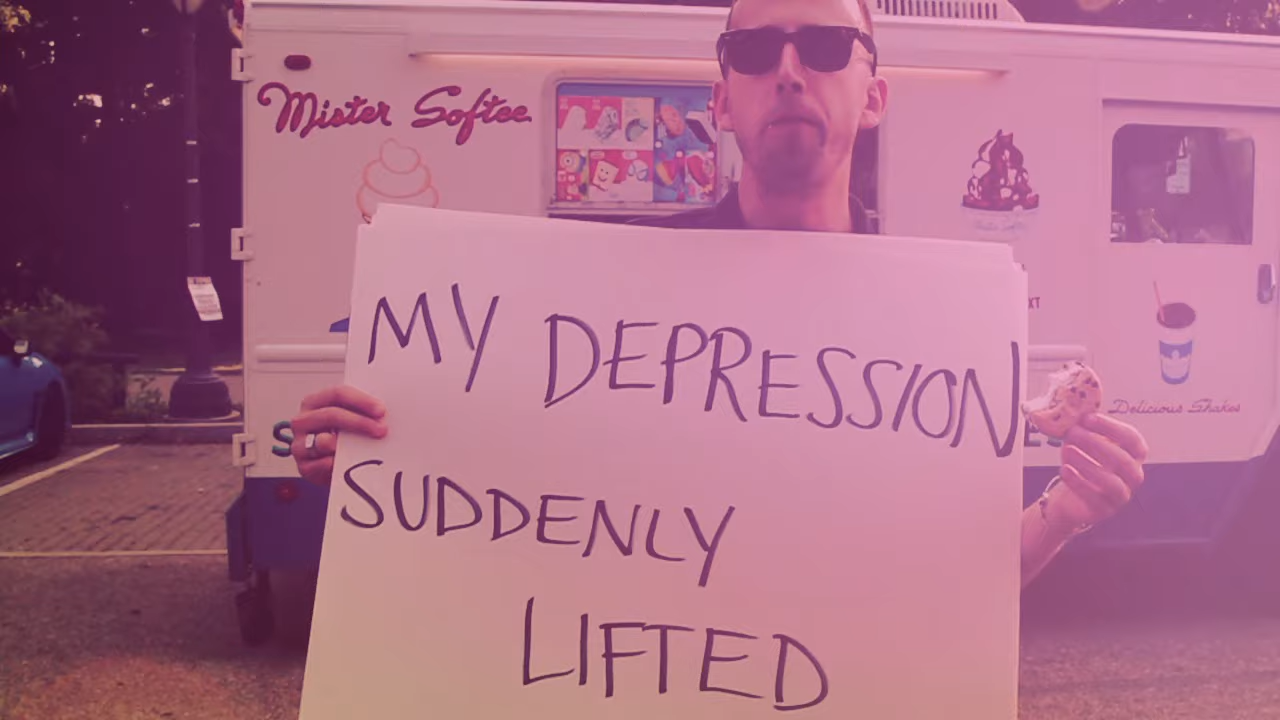 Mister Softee
MY DEPRESSION
SUDDENLY
LIFTED
Delicious Shakes